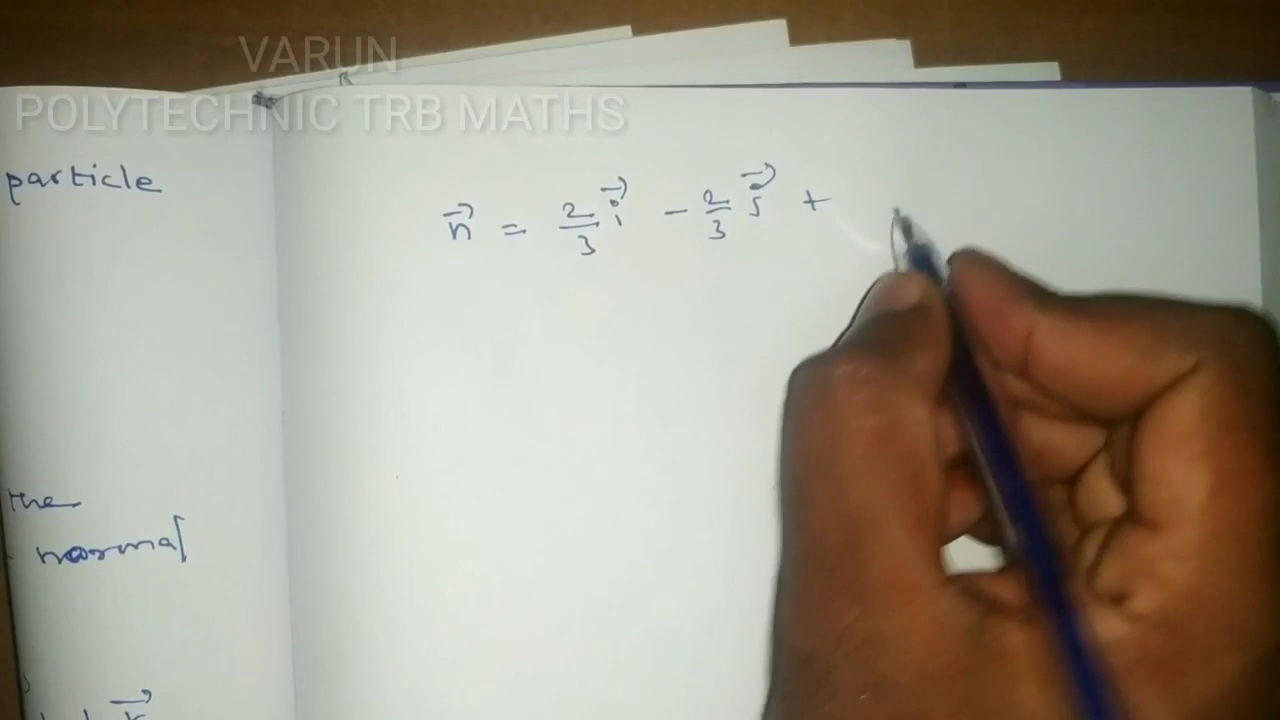 VARUN
POLYTECHNIC TRB MATHS
particle
the
normal
n⃗ = 2/3 i⃗ - 2/3 j⃗ +